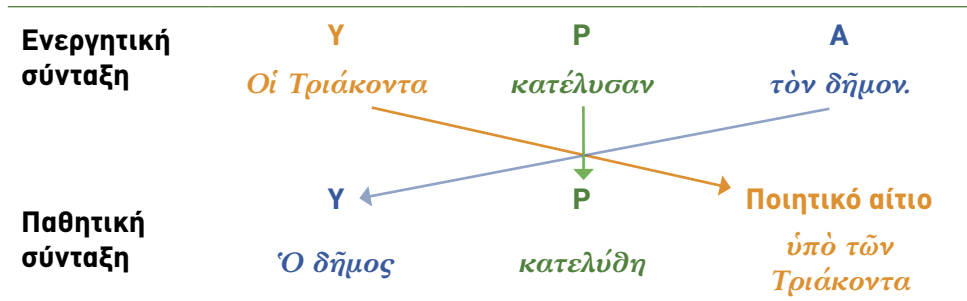 Ενεργητική σύνταξη
Υ Ρ Α
Οἱ Τριάκοντα κατέλυσαν τὸν δῆμον.
Παθητική σύνταξη
Υ Ρ Ποιητικό αίτιο
Ὁ δῆμος κατελύθη ὑπὸ τῶν
Τριάκοντα